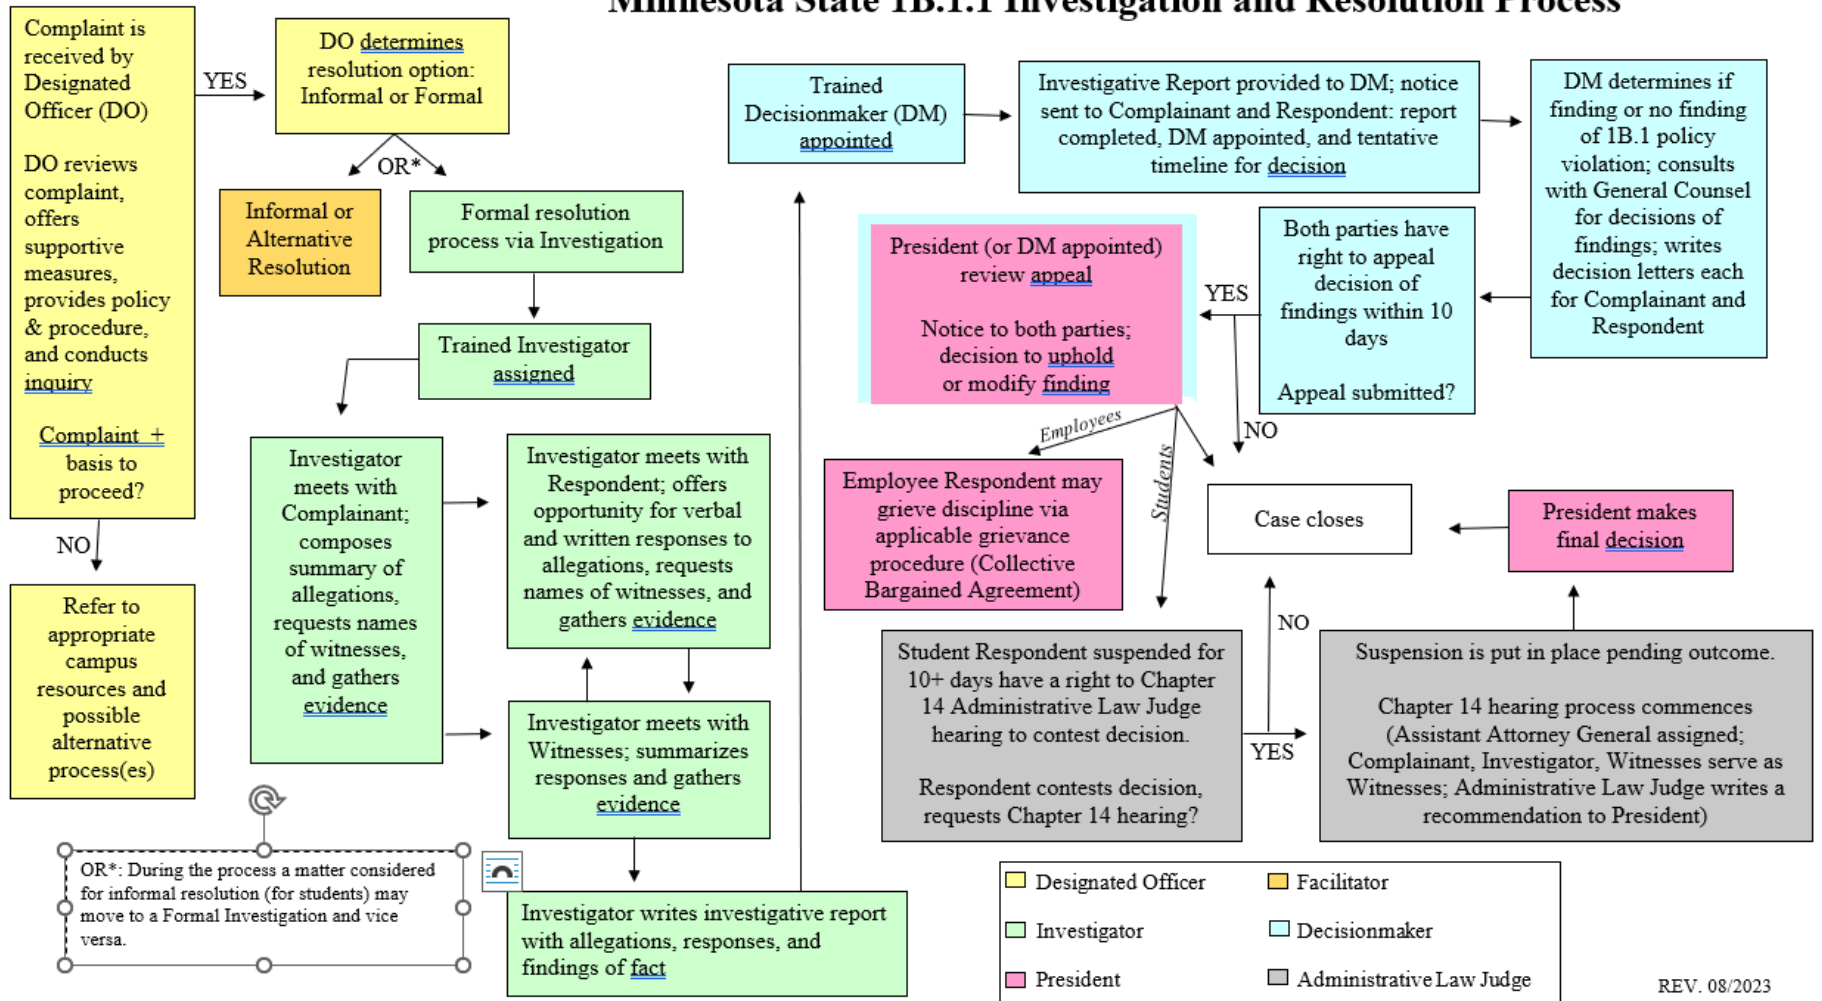 Minnesota State 1B.1.1 Investigation and Resolution Process
Complaint is
received by
Designated
Officer (DO)
DO reviews
complaint,
offers
supportive
measures,
provides policy
& procedure,
and conducts
inquiry
Complaint +
basis to
proceed?
YES
NO
Refer to
appropriate
campus
resources and
possible
alternative
process(es)
DO determines
resolution option:
Informal or Formal
OR*
Informal or
Alternative
Resolution
Formal resolution
process via Investigation
Trained Investigator
assigned
Investigator
meets with
Complainant;
composes
summary of
allegations,
requests names
of witnesses,
and gathers
evidence
Investigator meets with
Respondent; offers
opportunity for verbal
and written responses to
allegations, requests
names of witnesses, and
gathers evidence
Investigator meets with
Witnesses; summarizes
responses and gathers
evidence
Investigator writes investigative report
with allegations, responses, and
findings of fact
OR*: During the process a matter considered
for informal resolution (for students) may
move to a Formal Investigation and vice
versa.
Trained
Decisionmaker (DM)
appointed
Investigative Report provided to DM; notice
sent to Complainant and Respondent: report
completed, DM appointed, and tentative
timeline for decision
DM determines if
finding or no finding
of 1B.1 policy
violation; consults
with General Counsel
for decisions of
findings; writes
decision letters each
for Complainant and
Respondent
Both parties have
right to appeal
decision of
findings within 10
days
Appeal submitted?
YES
NO
President (or DM appointed)
review appeal
Notice to both parties;
decision to uphold
or modify finding
Employees
Students
Employee Respondent may
grieve discipline via
applicable grievance
procedure (Collective
Bargained Agreement)
Case closes
President makes
final decision
Student Respondent suspended for
10+ days have a right to Chapter
14 Administrative Law Judge
hearing to contest decision.
Respondent contests decision,
requests Chapter 14 hearing?
NO
YES
Suspension is put in place pending outcome.
Chapter 14 hearing process commences
(Assistant Attorney General assigned;
Complainant, Investigator, Witnesses serve as
Witnesses; Administrative Law Judge writes a
recommendation to President)
Designated Officer
Facilitator
Investigator
Decisionmaker
President
Administrative Law Judge
REV. 08/2023